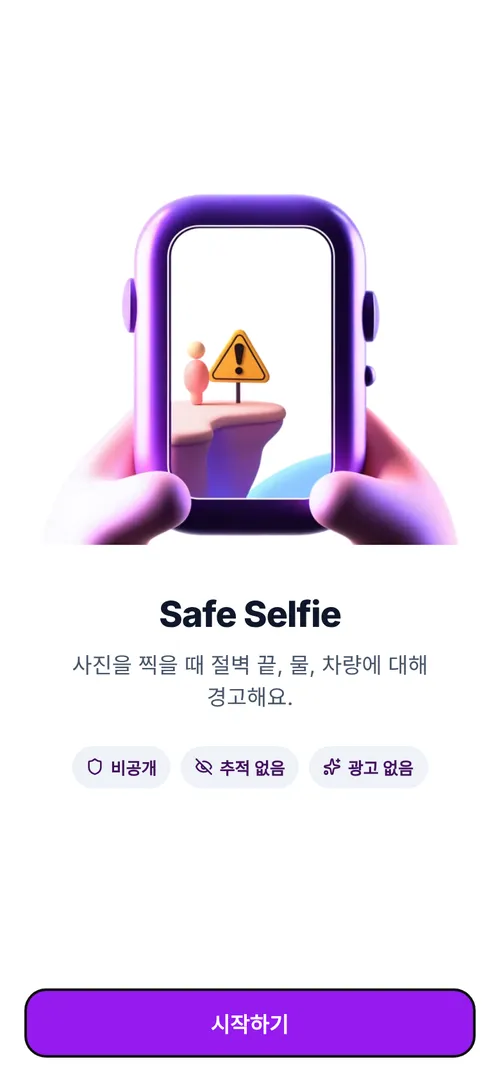 Safe Selfie
사진을 찍을 때 절벽 끝, 물, 차량에 대해
경고해요.
비공개
추적 없음
광고 없음
시작하기